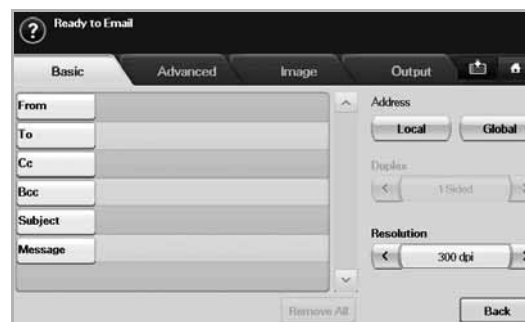 Ready to Email
Basic Advanced Image Output
From
To
Cc
Bcc
Subject
Message
Remove All
Address
Local Global
Duplex
1 Sided
Resolution
300 dpi
Back